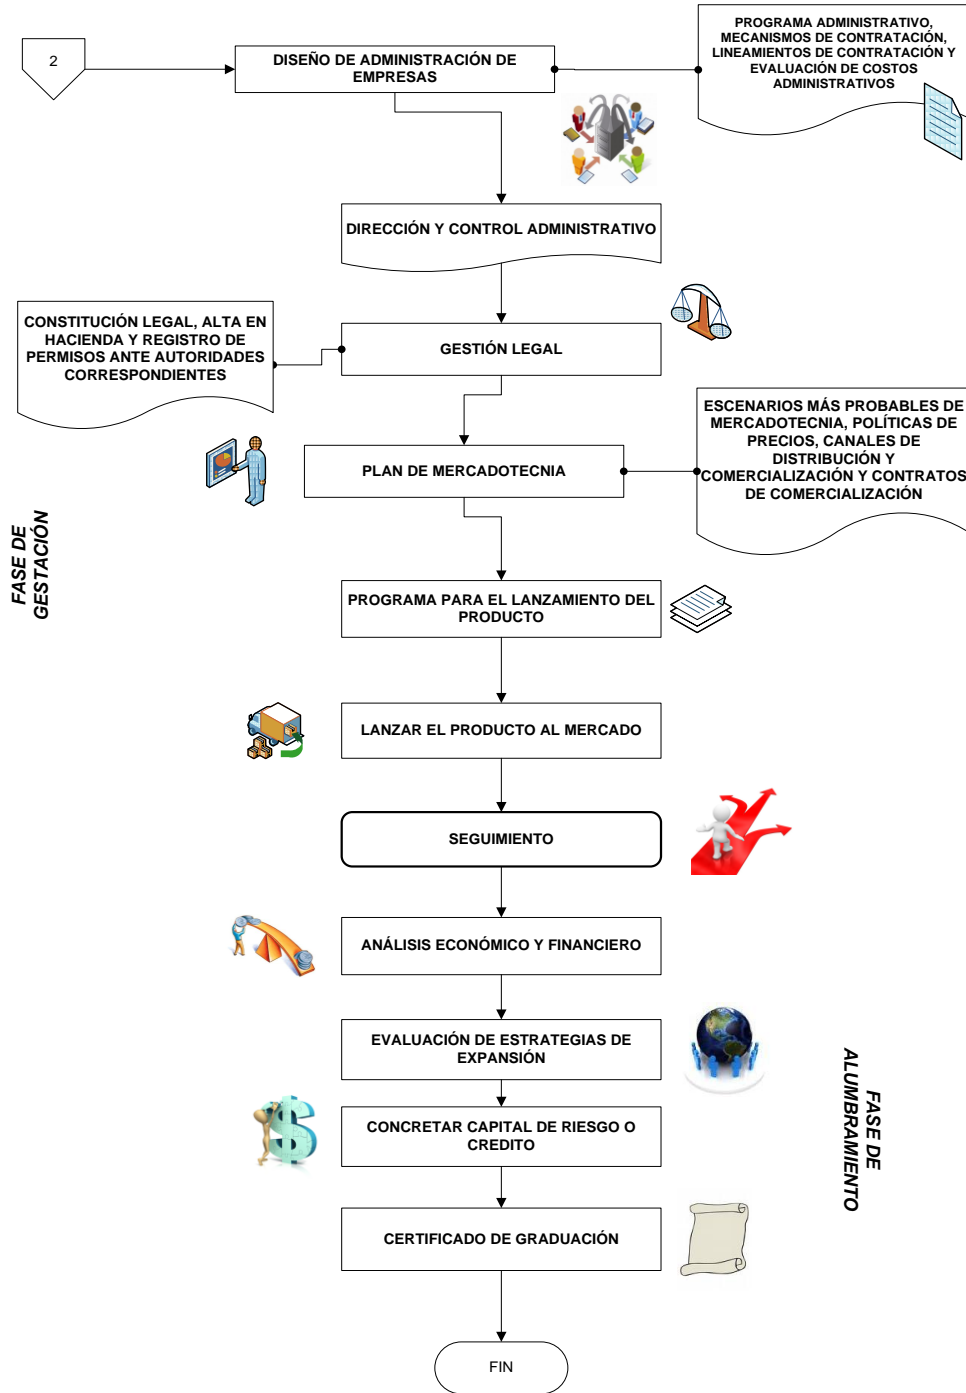 2
DISEÑO DE ADMINISTRACIÓN DE
EMPRESAS
PROGRAMA ADMINISTRATIVO,
MECANISMOS DE CONTRATACIÓN,
LINEAMIENTOS DE CONTRATACIÓN Y
EVALUACIÓN DE COSTOS
ADMINISTRATIVOS
DIRECCIÓN Y CONTROL ADMINISTRATIVO
CONSTITUCIÓN LEGAL, ALTA EN
HACIENDA Y REGISTRO DE
PERMISOS ANTE AUTORIDADES
CORRESPONDIENTES
GESTIÓN LEGAL
ESCENARIOS MÁS PROBABLES DE
MERCADOTECNIA, POLÍTICAS DE
PRECIOS, CANALES DE
DISTRIBUCIÓN Y
COMERCIALIZACIÓN Y CONTRATOS
DE COMERCIALIZACIÓN
PLAN DE MERCADOTECNIA
FASE DE
GESTACIÓN
PROGRAMA PARA EL LANZAMIENTO DEL
PRODUCTO
LANZAR EL PRODUCTO AL MERCADO
SEGUIMIENTO
ANÁLISIS ECONÓMICO Y FINANCIERO
EVALUACIÓN DE ESTRATEGIAS DE
EXPANSIÓN
FASE DE
ALUMBRAMIENTO
CONCRETAR CAPITAL DE RIESGO O
CREDITO
CERTIFICADO DE GRADUACIÓN
FIN